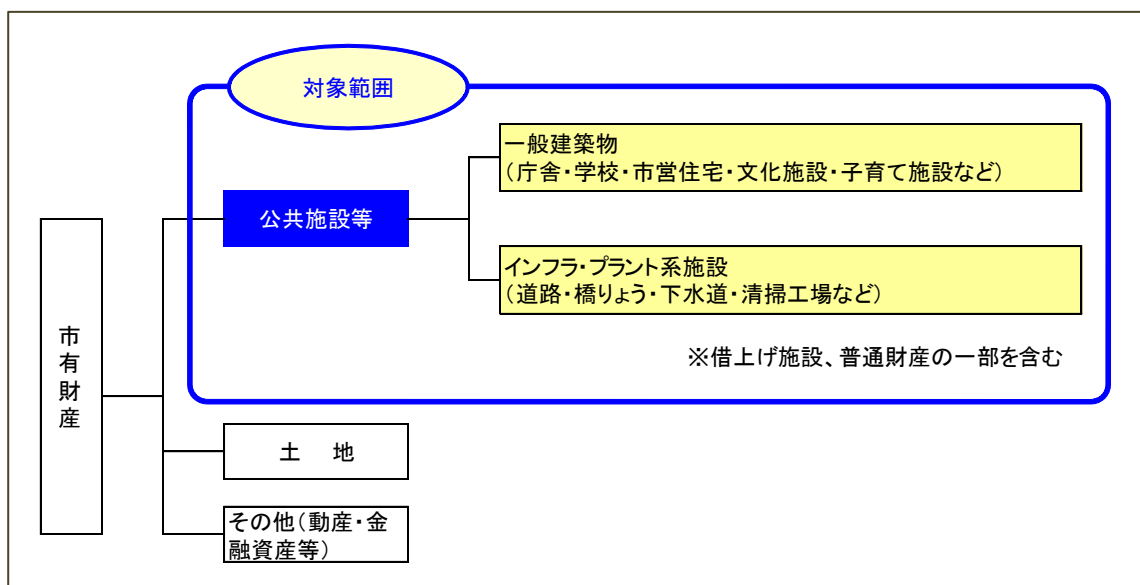 対象範囲
一般建築物
(庁舎・学校・市営住宅・文化施設・子育て施設など)
公共施設等
インフラ・プラント系施設
(道路・橋りょう・下水道・清掃工場など)
※借上げ施設、普通財産の一部を含む
市有財産
土　地
その他(動産・金
融資産等)